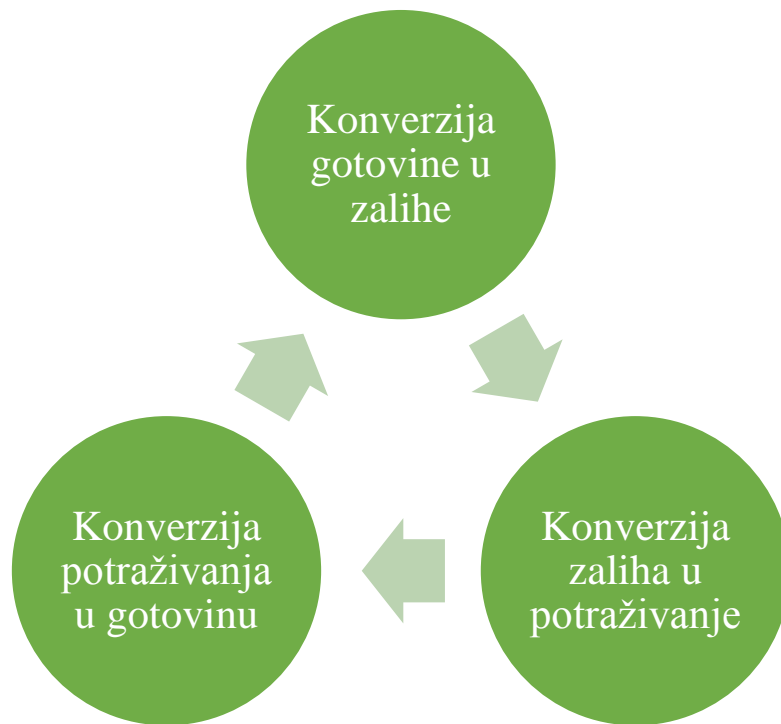 Konverzija
gotovine u
zalihe
Konverzija
zaliha u
potraživanje
Konverzija
potraživanja
u gotovinu